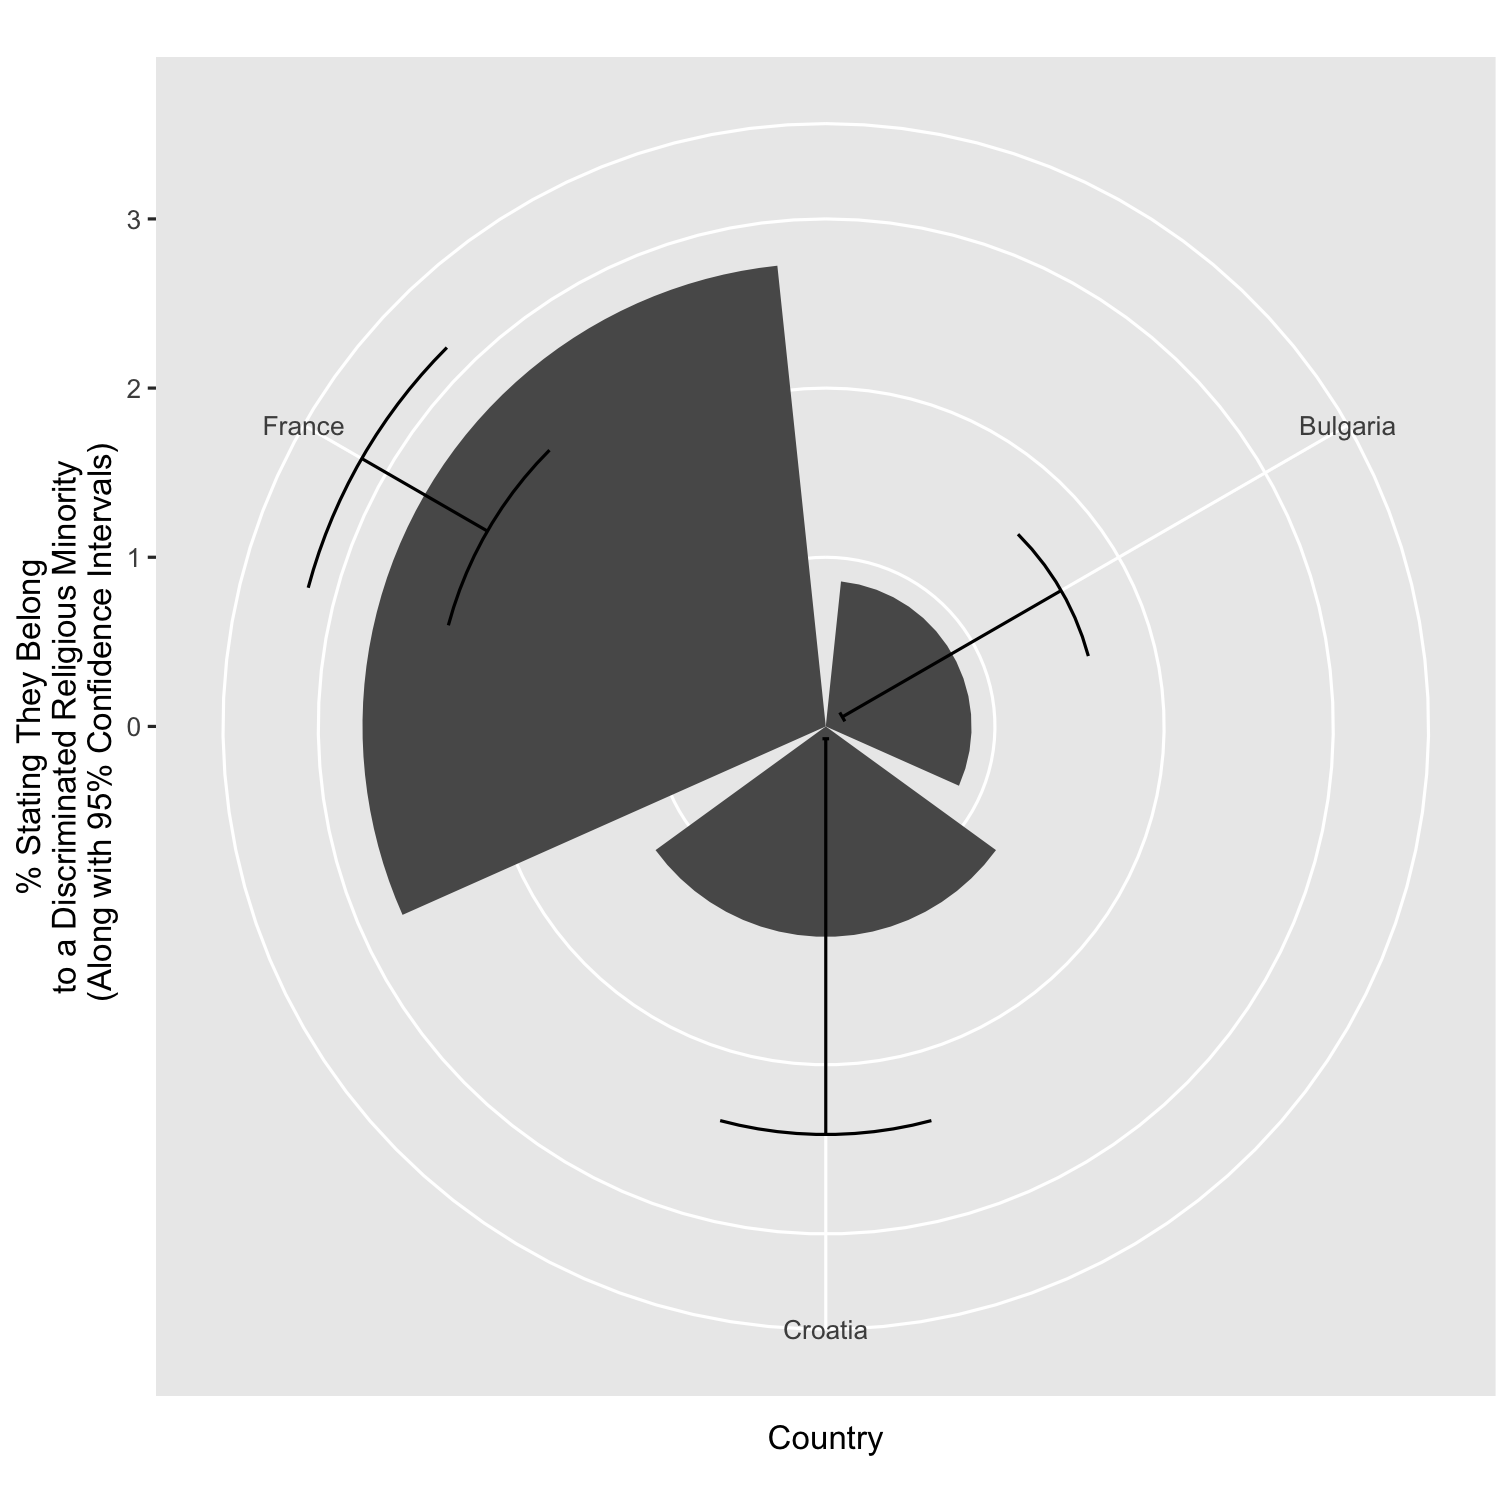 % Stating They Belong
to a Discriminated Religious Minority
(Along with 95% Confidence Intervals)
3
2
1
0
France
Bulgaria
Croatia
Country